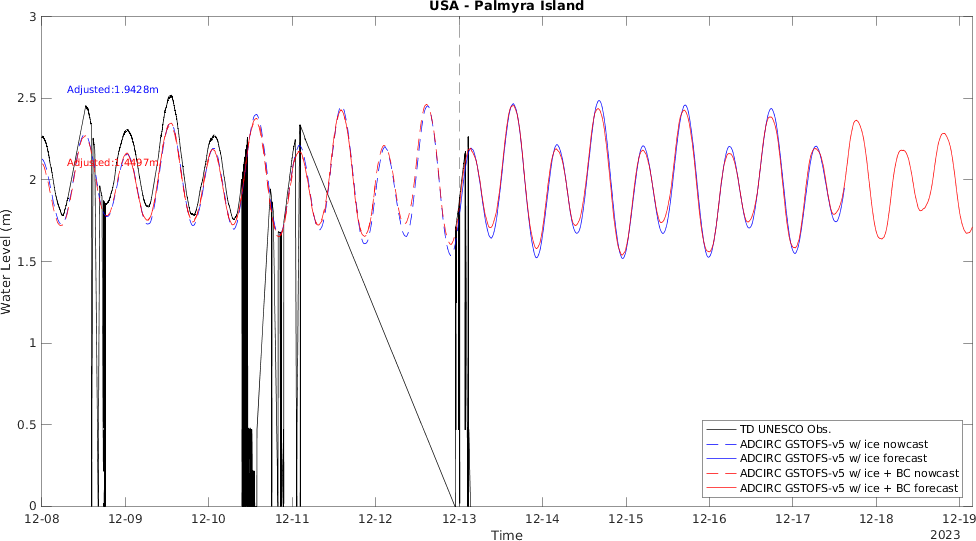 USA - Palmyra Island
3
2.5
2
1.5
1
0.5
0
Water Level (m)
Adjusted:1.9428m
Adjusted:1.4497m
TD UNESCO Obs.
ADCIRC GSTOFS-v5 w/ ice nowcast
ADCIRC GSTOFS-v5 w/ ice forecast
ADCIRC GSTOFS-v5 w/ ice + BC nowcast
ADCIRC GSTOFS-v5 w/ ice + BC forecast
12-08 12-09 12-10 12-11 12-12 12-13 12-14 12-15 12-16 12-17 12-18 12-19
Time
2023